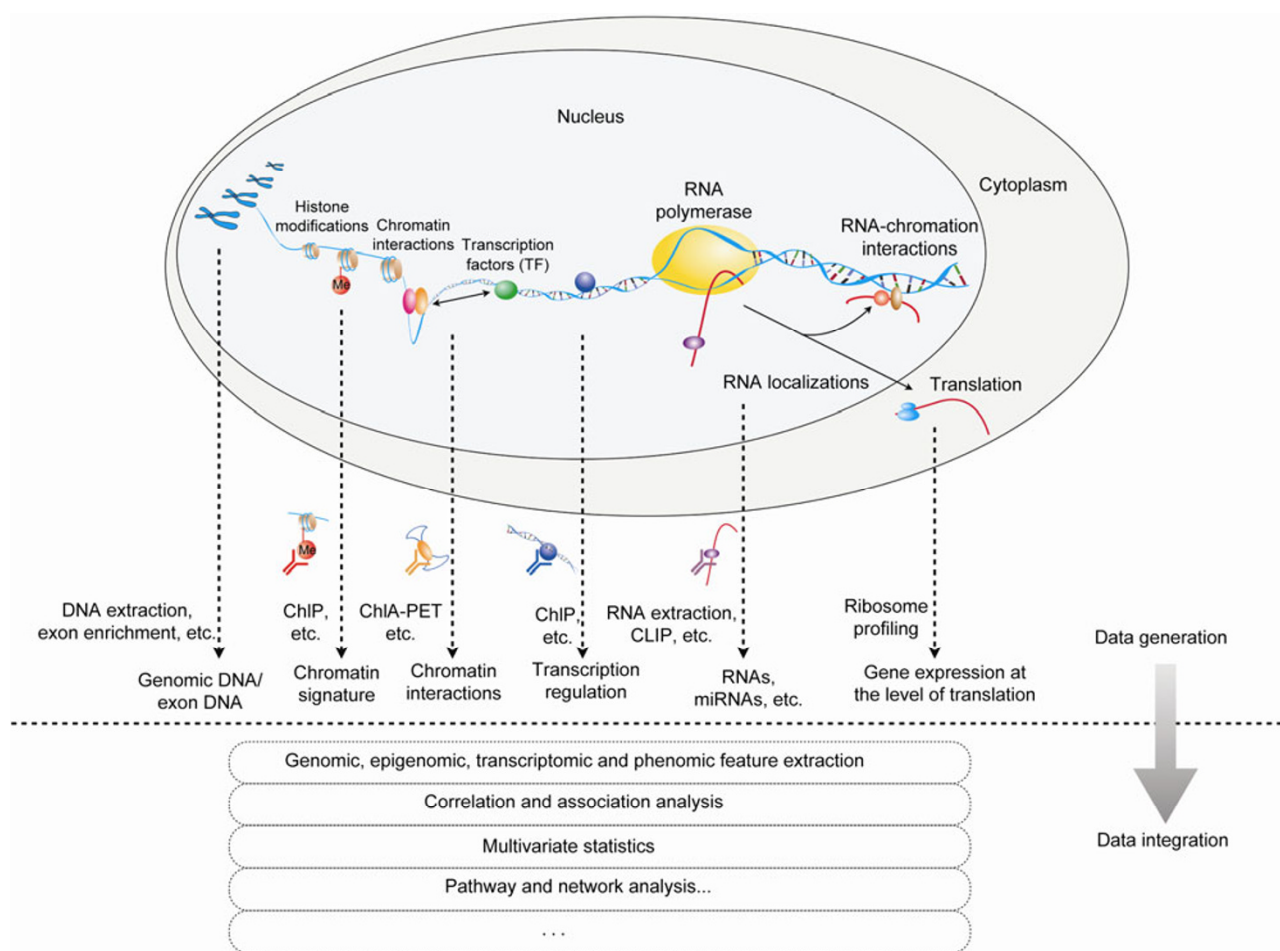 Nucleus
Cytoplasm
RNA
polymerase
Histone
modifications
Chromatin
interactions
Transcription
factors (TF)
RNA-chromation
interactions
Me
RNA localizations
Translation
Me
DNA extraction,
exon enrichment, etc.
ChIP,
etc.
ChIA-PET
etc.
ChIP,
etc.
RNA extraction,
CLIP, etc.
Ribosome
profiling
Data generation
Genomic DNA/
exon DNA
Chromatin
signature
Chromatin
interactions
Transcription
regulation
RNAs,
miRNAs, etc.
Gene expression at
the level of translation
Genomic, epigenomic, transcriptomic and phenomic feature extraction
Correlation and association analysis
Multivariate statistics
Pathway and network analysis...
...
Data integration